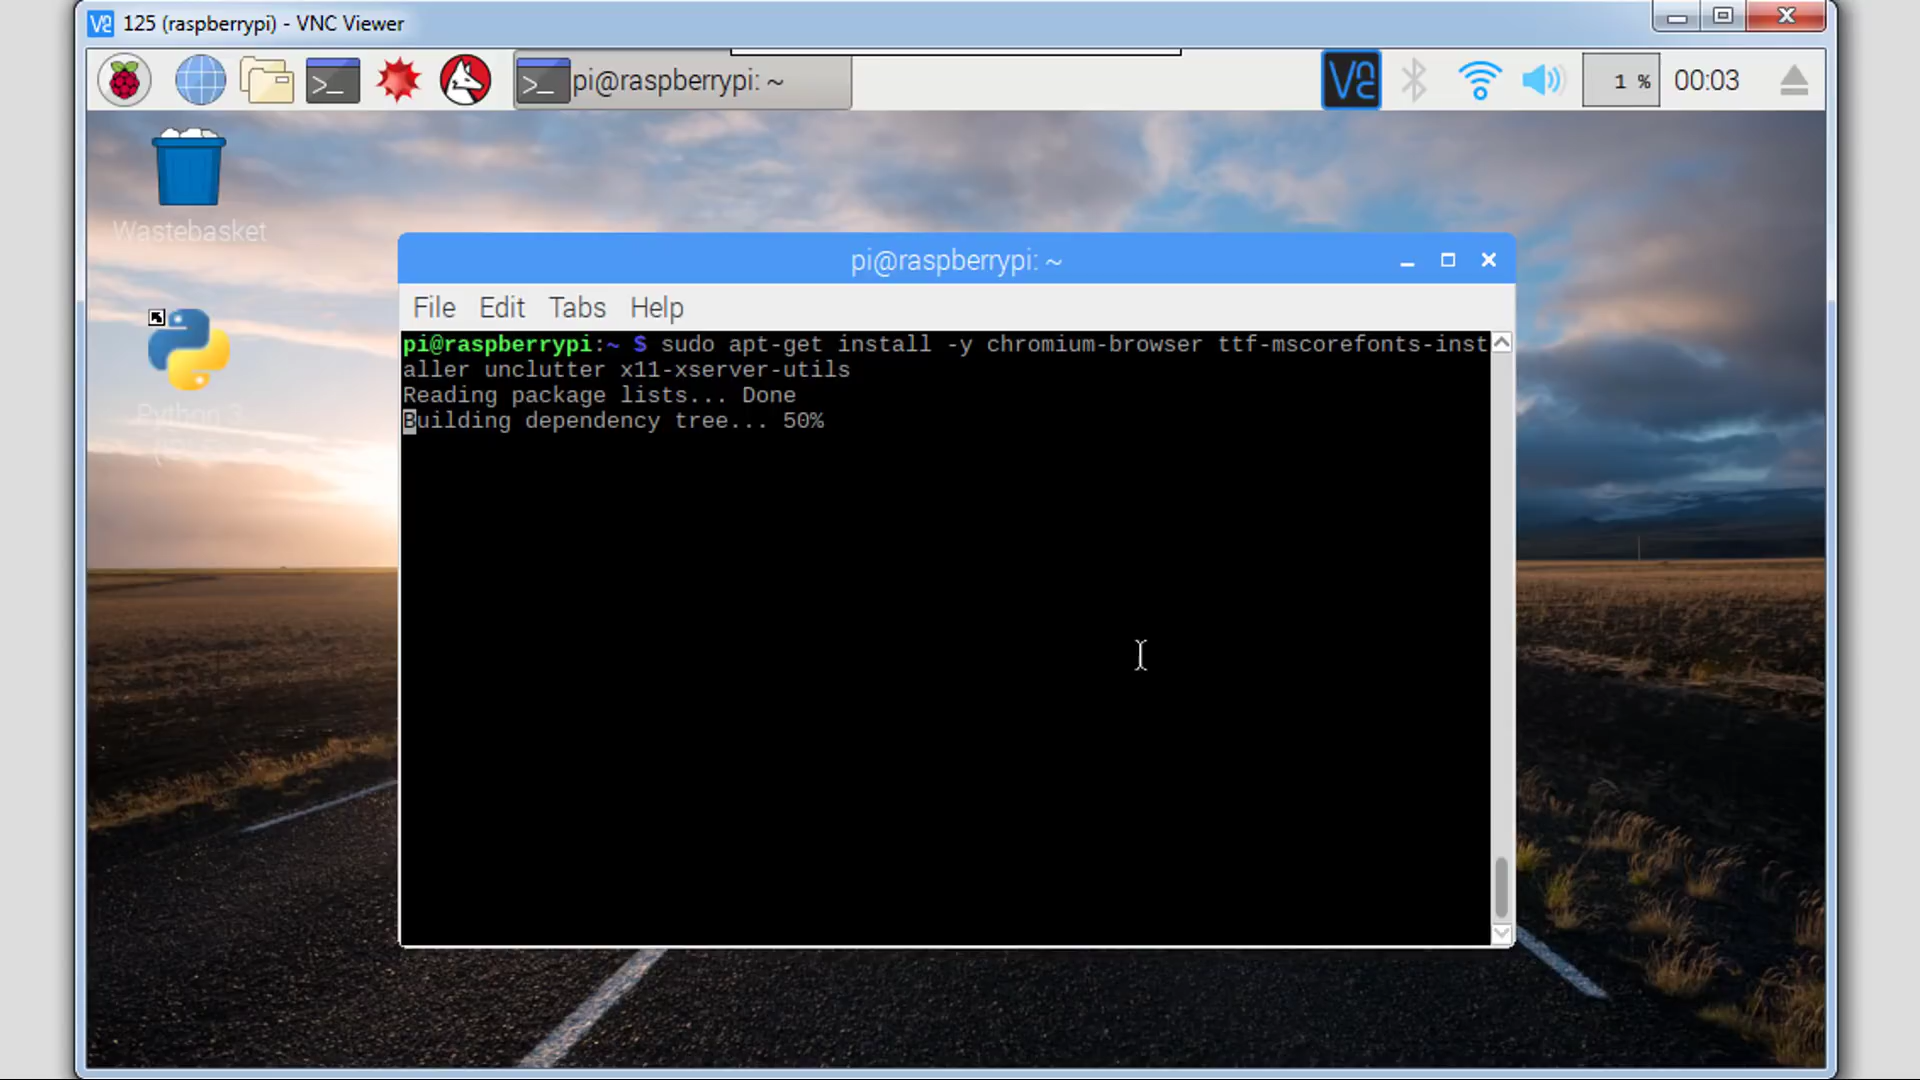 125 (raspberrypi) - VNC Viewer
pi@raspberrypi: ~
1 %
00:03
Wastebasket
Python 3
pi@raspberrypi: ~
File Edit Tabs Help
pi@raspberrypi:~ $ sudo apt-get install -y chromium-browser ttf-mscorefonts-inst
aller unclutter x11-xserver-utils
Reading package lists... Done
Building dependency tree... 50%